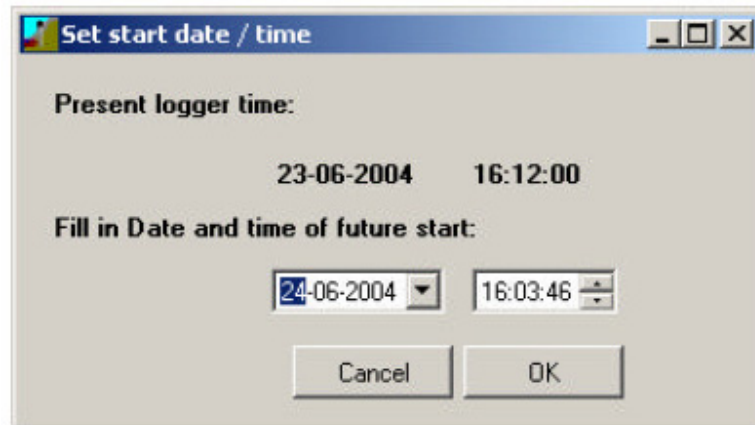 Set start date / time
Present logger time:
23-06-2004 16:12:00
Fill in Date and time of future start:
24-06-2004 16:03:46
Cancel OK